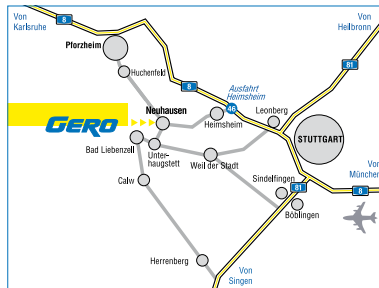 Von
Karlsruhe
8
Von
Heilbronn
Pforzheim
81
Huchenfeld
8
Ausfahrt
Heimsheim
46
Neuhausen
Leonberg
GERO
Heimsheim
STUTTGART
Bad Liebenzell
Unter-
haugstett
Weil der Stadt
Von
München
Calw
Sindelfingen
81
8
Böblingen
Herrenberg
Von
Singen